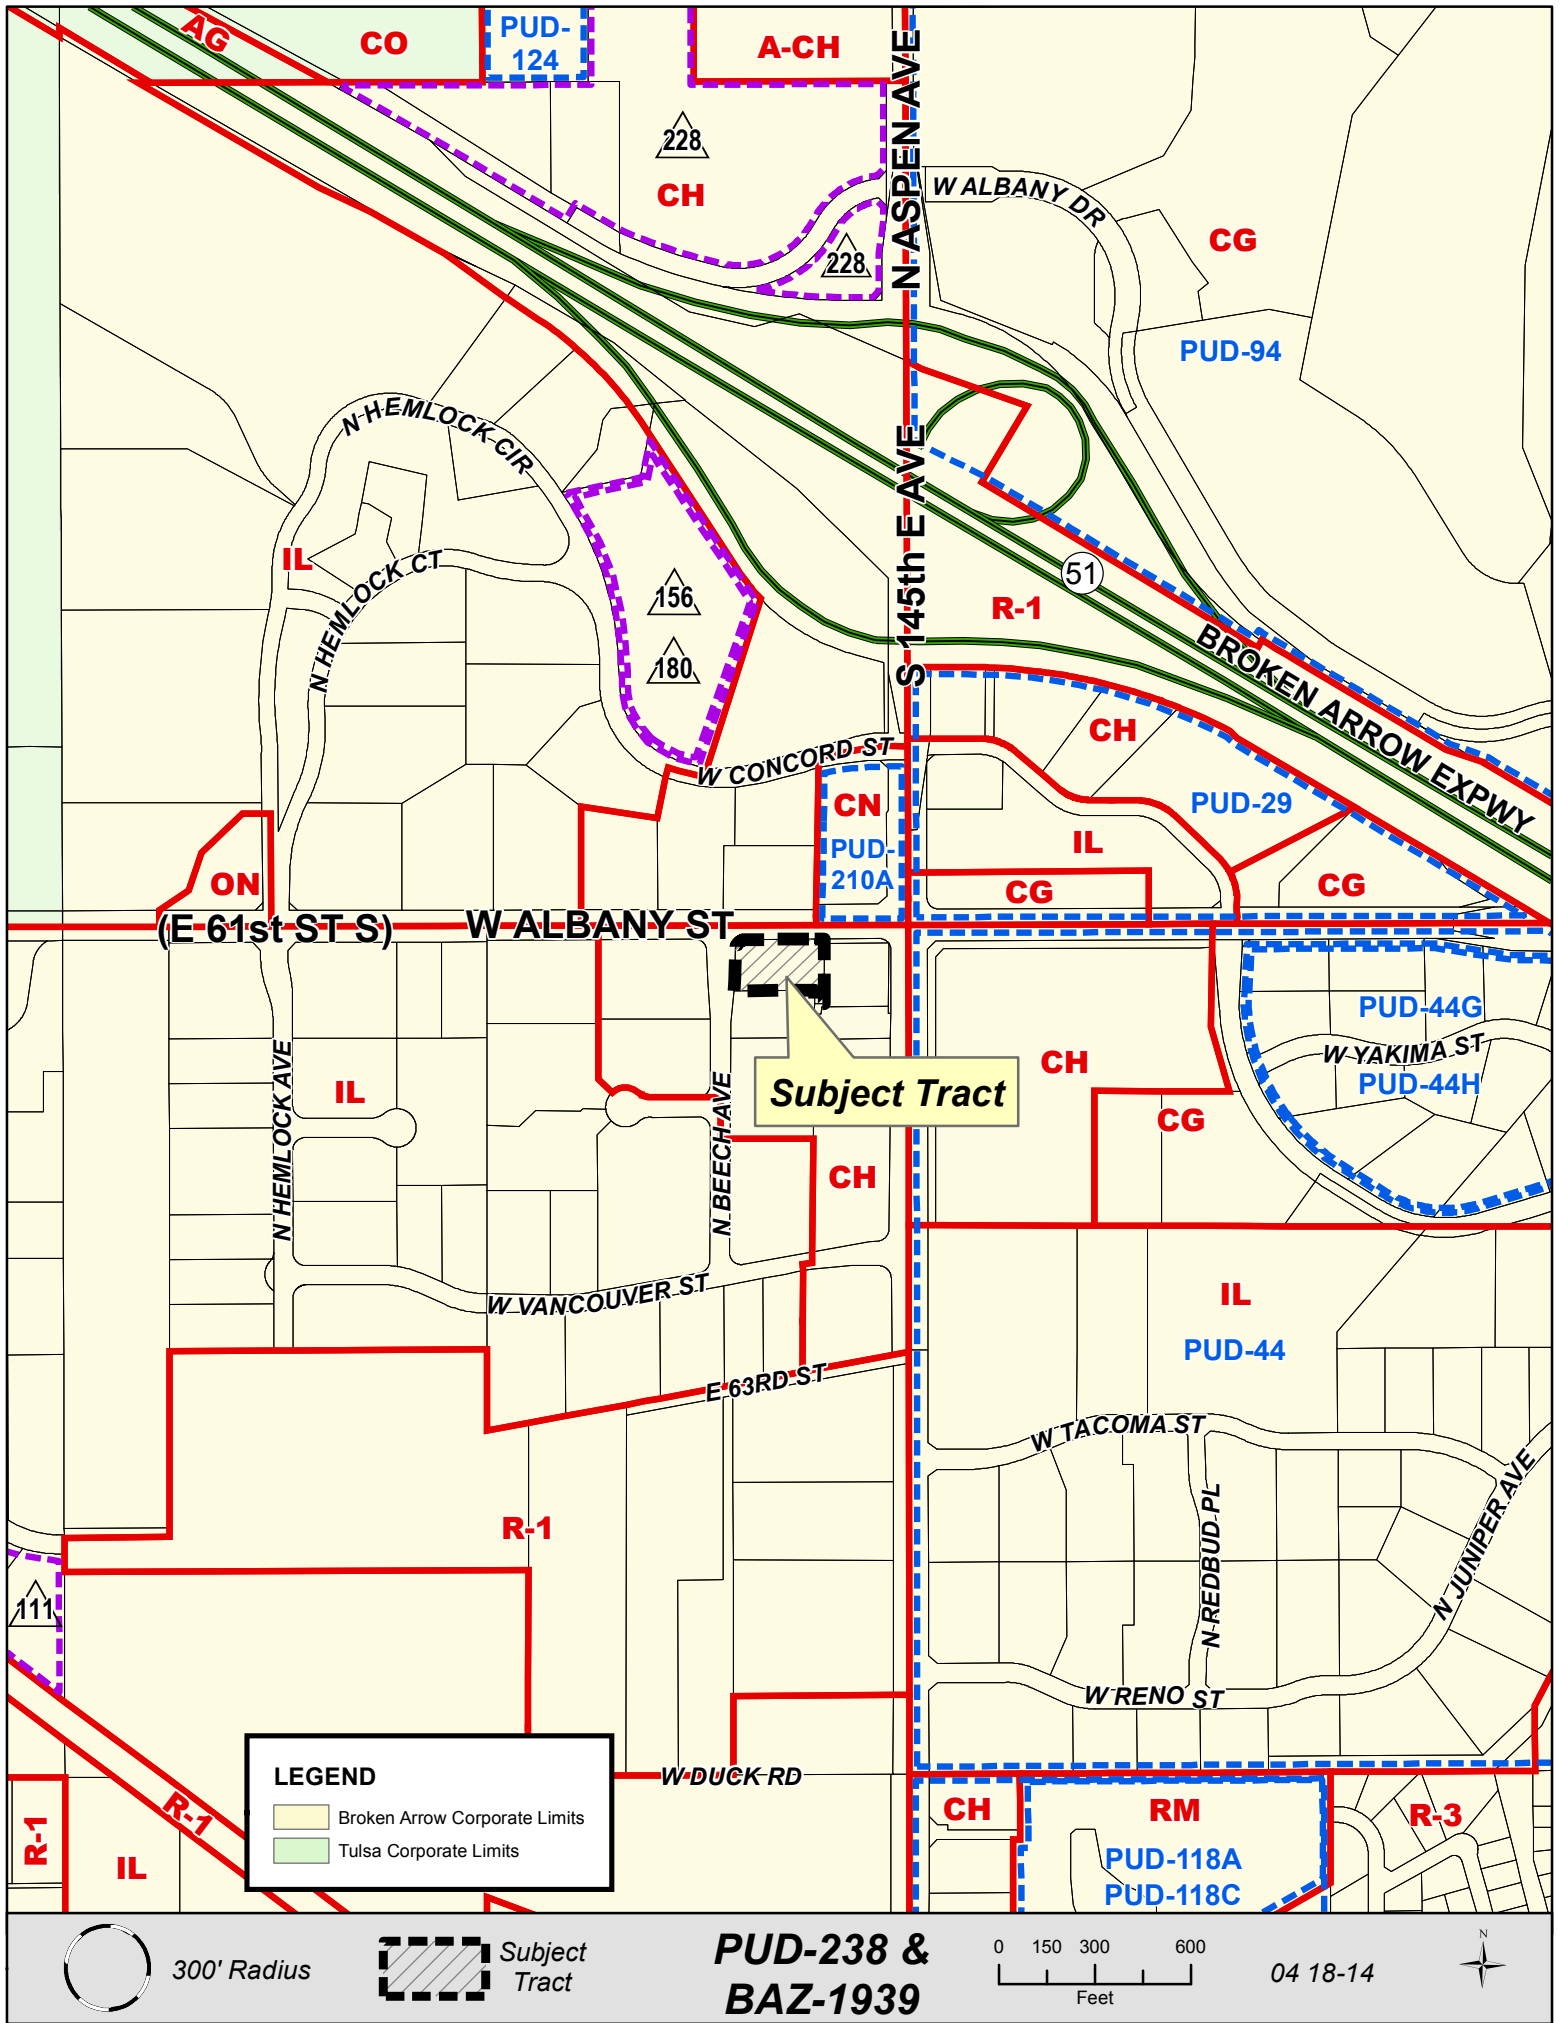 AG
CO
PUD-
124
A-CH
N ASPEN AVE
228
CH
W ALBANY DR
CG
228
PUD-94
N HEMLOCK CIR
S 145th E AVE
IL
N HEMLOCK CT
51
156
R-1
180
BROKEN ARROW EXPWY
CH
W CONCORD ST
CN
PUD-29
PUD-
210A
IL
ON
CG
CG
(E 61st ST S)
W ALBANY ST
PUD-44G
W YAKIMA ST
PUD-44H
CH
Subject Tract
N HEMLOCK AVE
IL
N BEECH AVE
CG
CH
W VANCOUVER ST
IL
PUD-44
E 63RD ST
W TACOMA ST
R-1
N REDBUD PL
N JUNIPER AVE
111
W RENO ST
LEGEND
Broken Arrow Corporate Limits
Tulsa Corporate Limits
W DUCK RD
R-1
R-1
IL
CH
RM
R-3
PUD-118A
PUD-118C
300' Radius
Subject
Tract
PUD-238 &
BAZ-1939
0 150 300 600
Feet
04 18-14
N